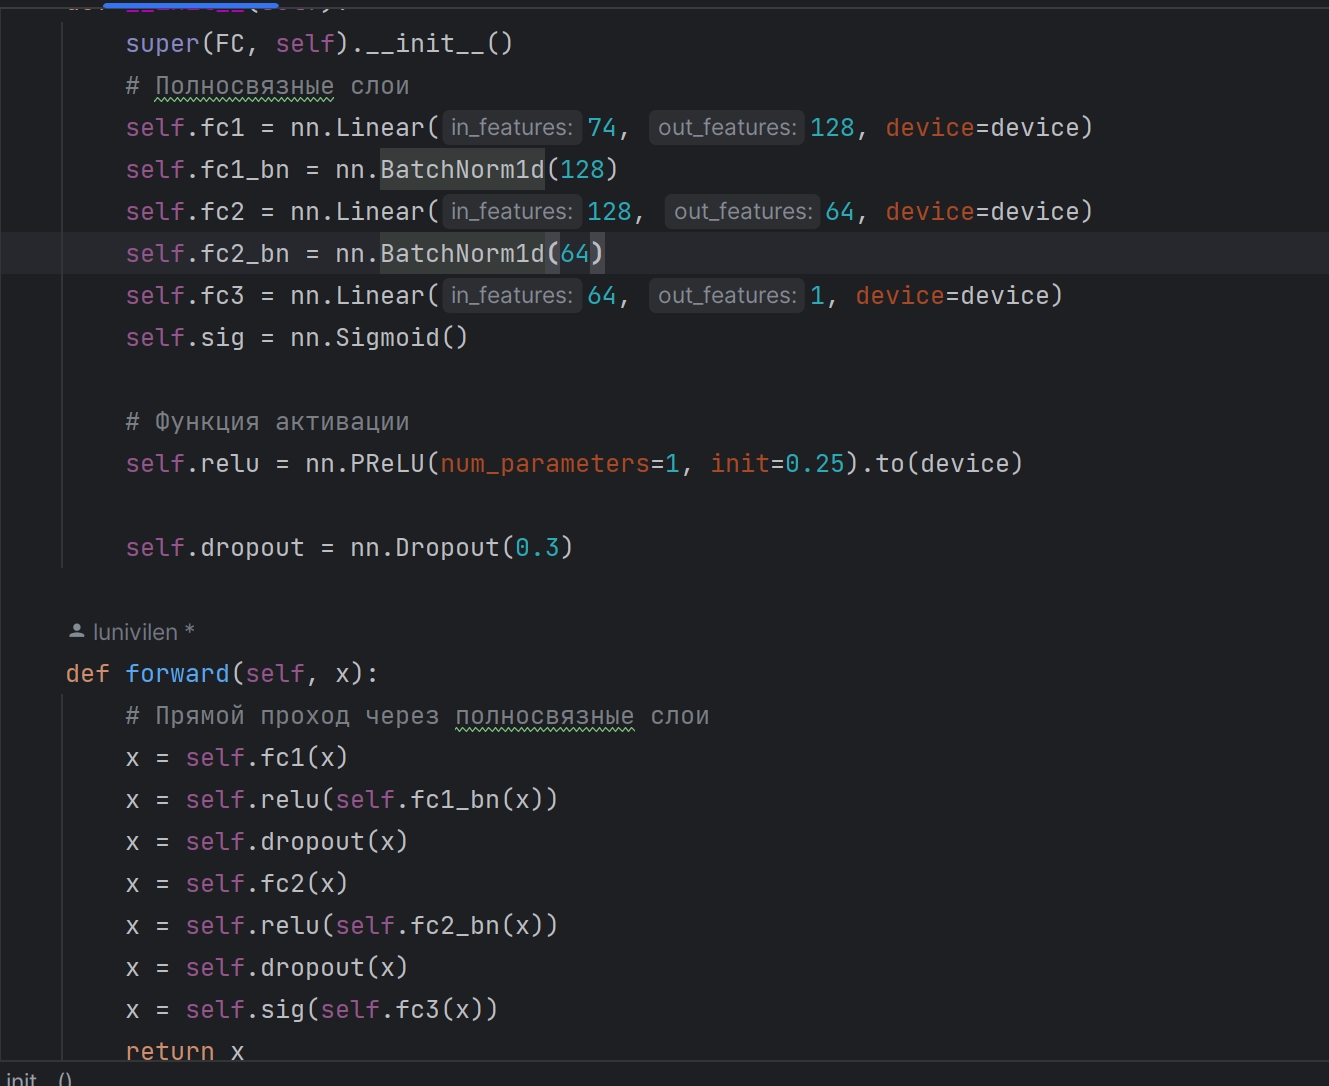 super(FC, self).__init__()
# Полносвязные слои
self.fc1 = nn.Linear( in_features: 74, out_features: 128, device=device)
self.fc1_bn = nn.BatchNorm1d(128)
self.fc2 = nn.Linear( in_features: 128, out_features: 64, device=device)
self.fc2_bn = nn.BatchNorm1d(64)
self.fc3 = nn.Linear( in_features: 64, out_features: 1, device=device)
self.sig = nn.Sigmoid()
# Функция активации
self.relu = nn.PReLU(num_parameters=1, init=0.25).to(device)
self.dropout = nn.Dropout(0.3)
lunivilen *
def forward(self, x):
# Прямой проход через полносвязные слои
x = self.fc1(x)
x = self.relu(self.fc1_bn(x))
x = self.dropout(x)
x = self.fc2(x)
x = self.relu(self.fc2_bn(x))
x = self.dropout(x)
x = self.sig(self.fc3(x))
return x
init__()